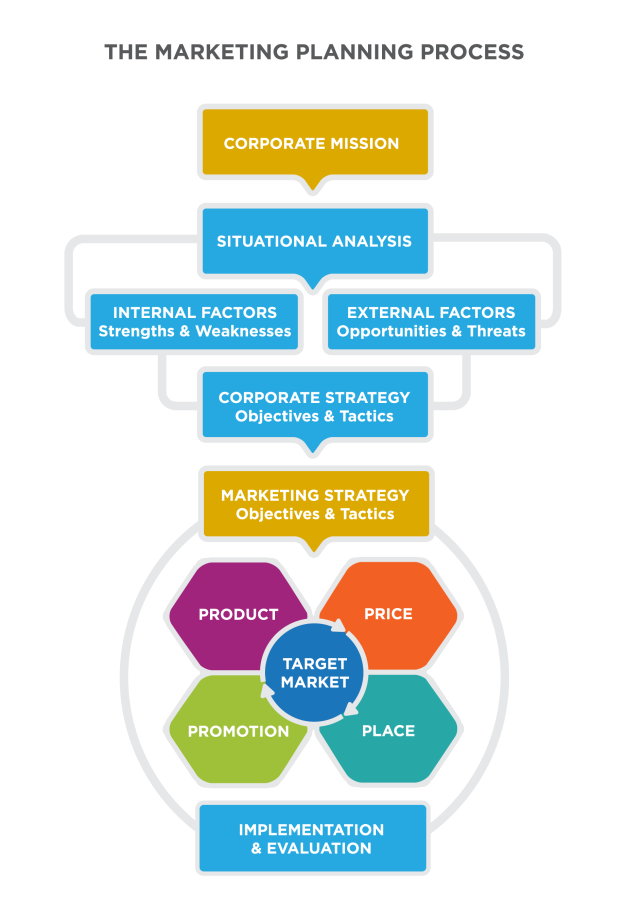 THE MARKETING PLANNING PROCESS
CORPORATE MISSION
SITUATIONAL ANALYSIS
INTERNAL FACTORS
Strengths & Weaknesses
EXTERNAL FACTORS
Opportunities & Threats
CORPORATE STRATEGY
Objectives & Tactics
MARKETING STRATEGY
Objectives & Tactics
PRODUCT
PRICE
TARGET
MARKET
PROMOTION
PLACE
IMPLEMENTATION
& EVALUATION